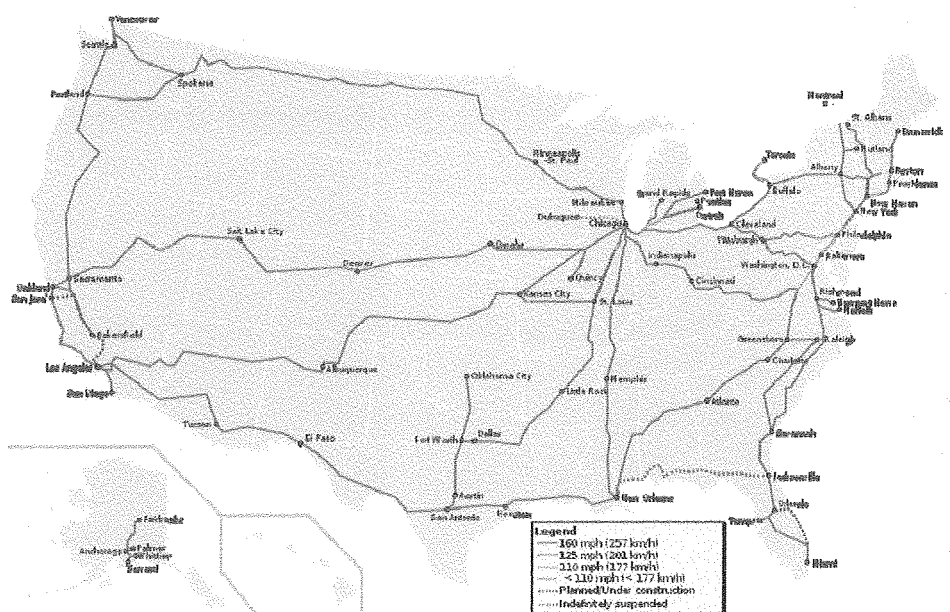 Vancouver
Seattle
Spokane
Portland
Minneapolis
-St. Paul
Montreal
St. Albans
Brunswick
Rutland
Toronto
Albany
Boston
Buffalo
New Haven
New York
Grand Rapids
Port Huron
Pontiac
Detroit
Milwaukee
Dubuque
Chicago
Cleveland
Pittsburgh
Philadelphia
Salt Lake City
Omaha
Denver
Indianapolis
Washington, D.C.
Quincy
Cincinnati
Sacramento
Oakland
San Jose
Kansas City
St. Louis
Richmond
Newport News
Norfolk
Bakersfield
Greensboro
Raleigh
Los Angeles
Albuquerque
Oklahoma City
Memphis
Charlotte
San Diego
Little Rock
Atlanta
Tucson
El Paso
Fort Worth
Dallas
Savannah
Jacksonville
Austin
San Antonio
Houston
New Orleans
Orlando
Tampa
Miami
Fairbanks
Anchorage
Palmer
Whittier
Seward
Legend
160 mph (257 km/h)
125 mph (201 km/h)
110 mph (177 km/h)
< 110 mph (< 177 km/h)
Planned/Under construction
Indefinitely suspended